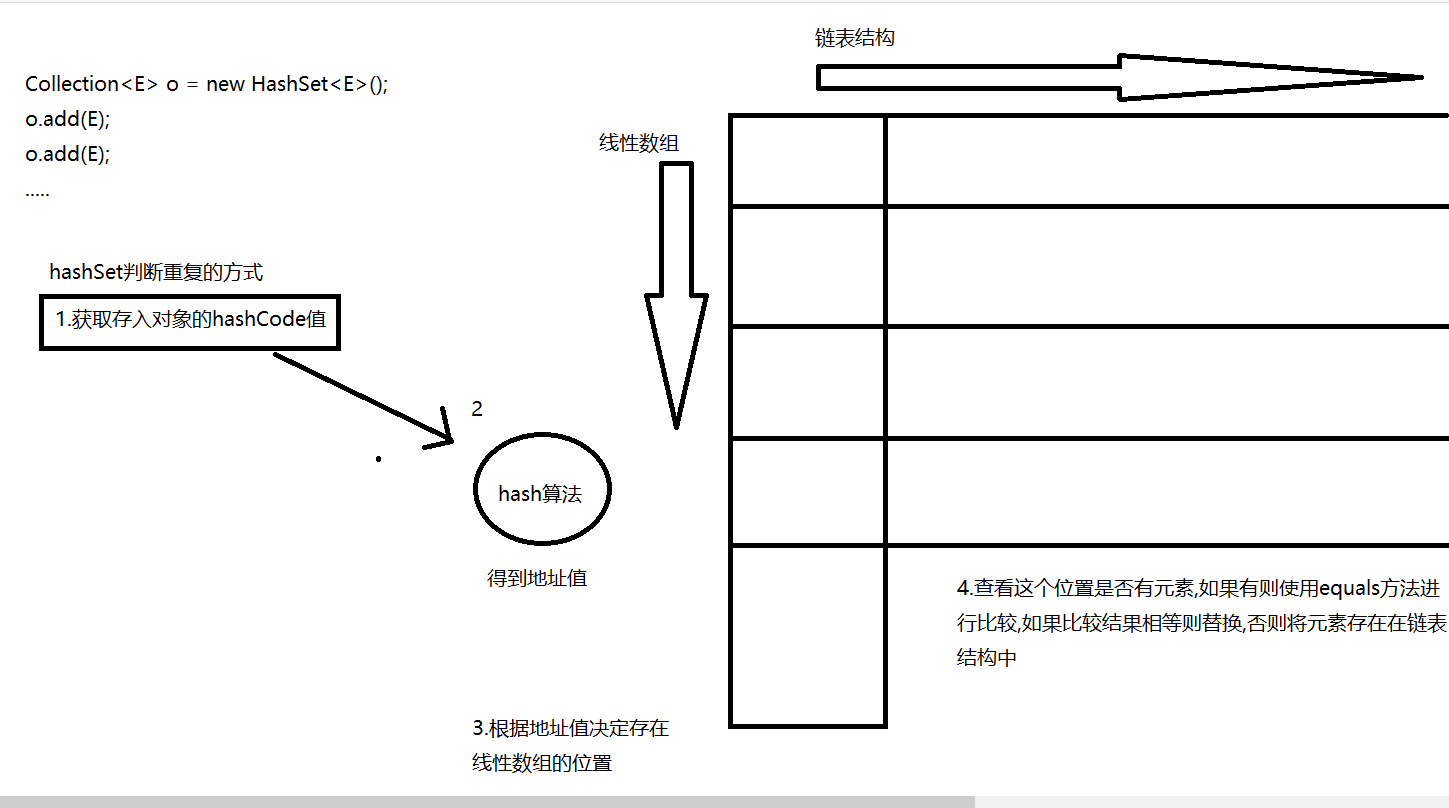 链表结构
Collection<E> o = new HashSet<E>();
o.add(E);
o.add(E);
.....
线性数组
hashSet判断重复的方式
1.获取存入对象的hashCode值
2
hash算法
得到地址值
4.查看这个位置是否有元素,如果有则使用equals方法进
行比较,如果比较结果相等则替换,否则将元素存在在链表
结构中
3.根据地址值决定存在
线性数组的位置